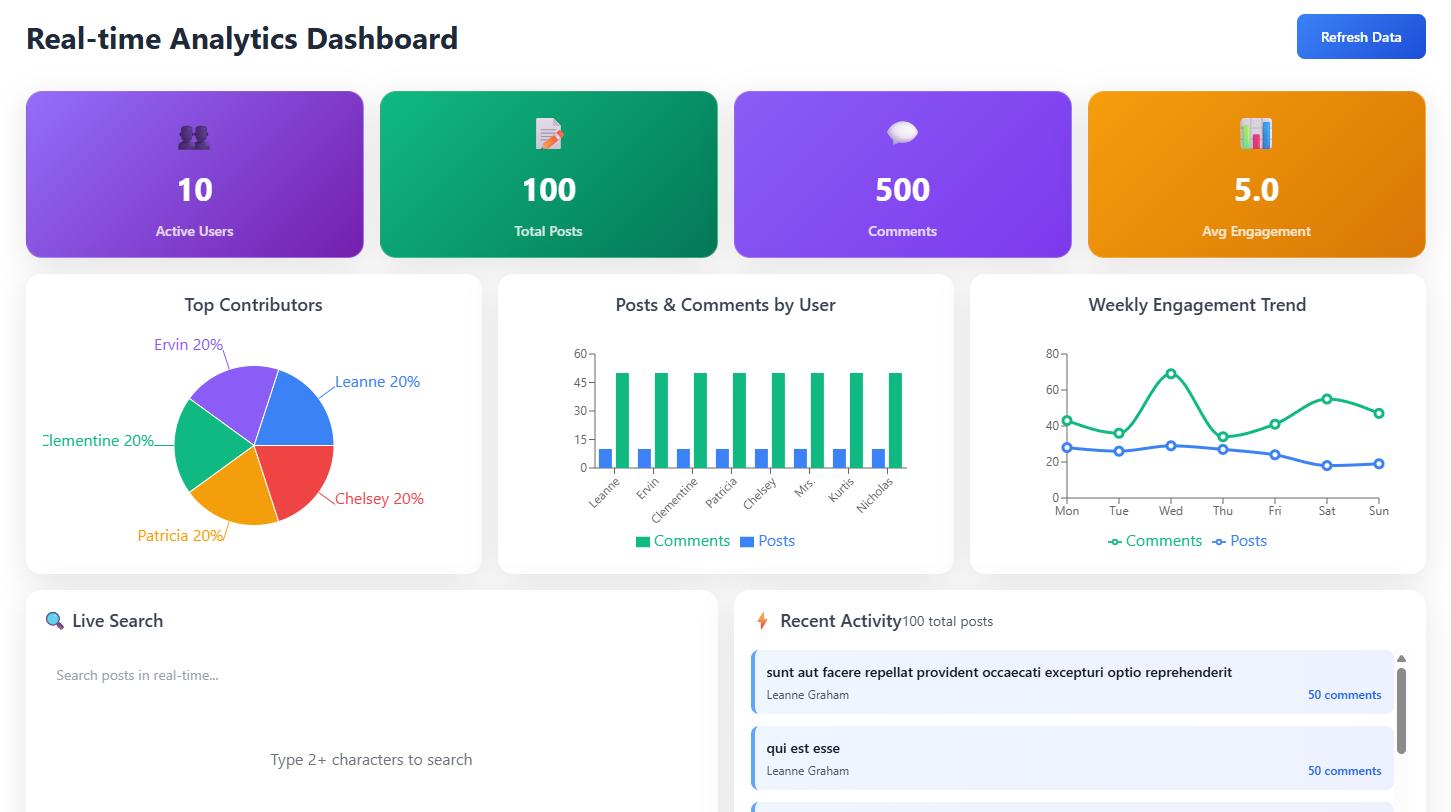 Real-time Analytics Dashboard
Refresh Data
10
Active Users
100
Total Posts
500
Comments
5.0
Avg Engagement
Top Contributors
Ervin 20%
Leanne 20%
Clementine 20%
Chelsey 20%
Patricia 20%
Posts & Comments by User
60
45
30
15
0
Leanne
Ervin
Clementine
Patricia
Chelsey
Mrs.
Kurtis
Nicholas
Comments Posts
Weekly Engagement Trend
80
60
40
20
0
Mon Tue Wed Thu Fri Sat Sun
Comments Posts
Live Search
Search posts in real-time...
Type 2+ characters to search
Recent Activity100 total posts
sunt aut facere repellat provident occaecati excepturi optio reprehenderit
Leanne Graham 50 comments
qui est esse
Leanne Graham 50 comments